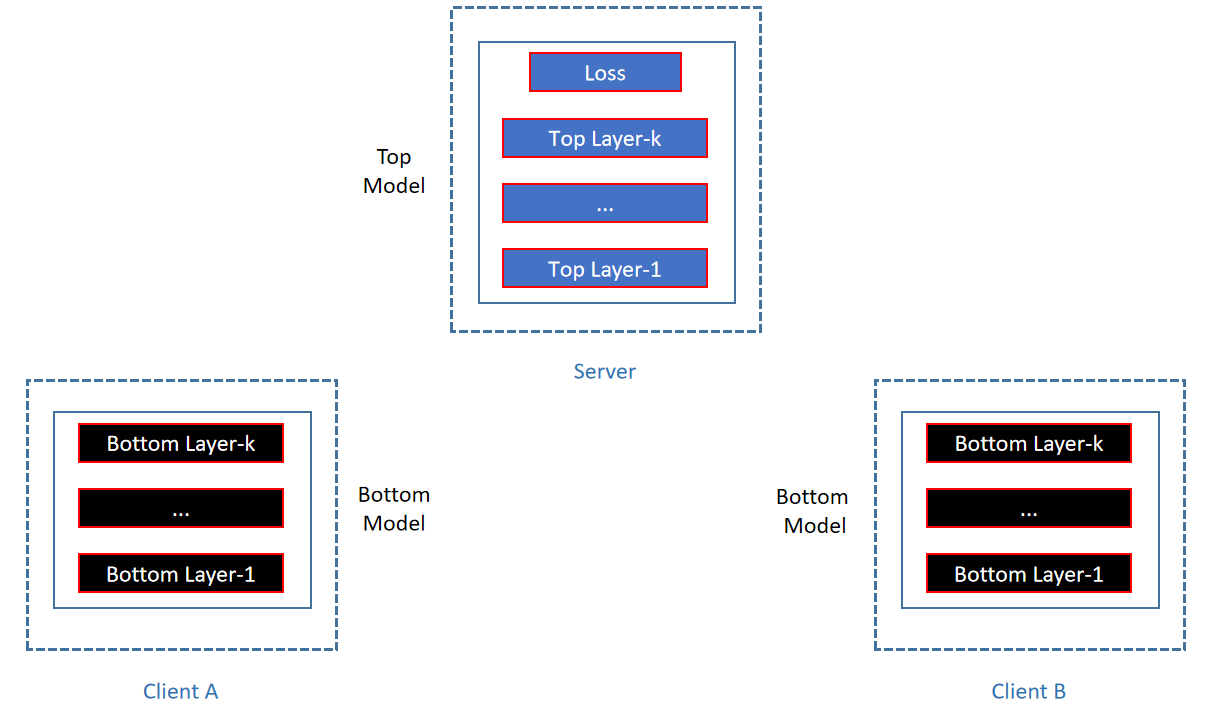 Loss
Top Layer-k
...
Top Layer-1
Top
Model
Server
Bottom Layer-k
...
Bottom Layer-1
Bottom
Model
Client A
Bottom
Model
Bottom Layer-k
...
Bottom Layer-1
Client B